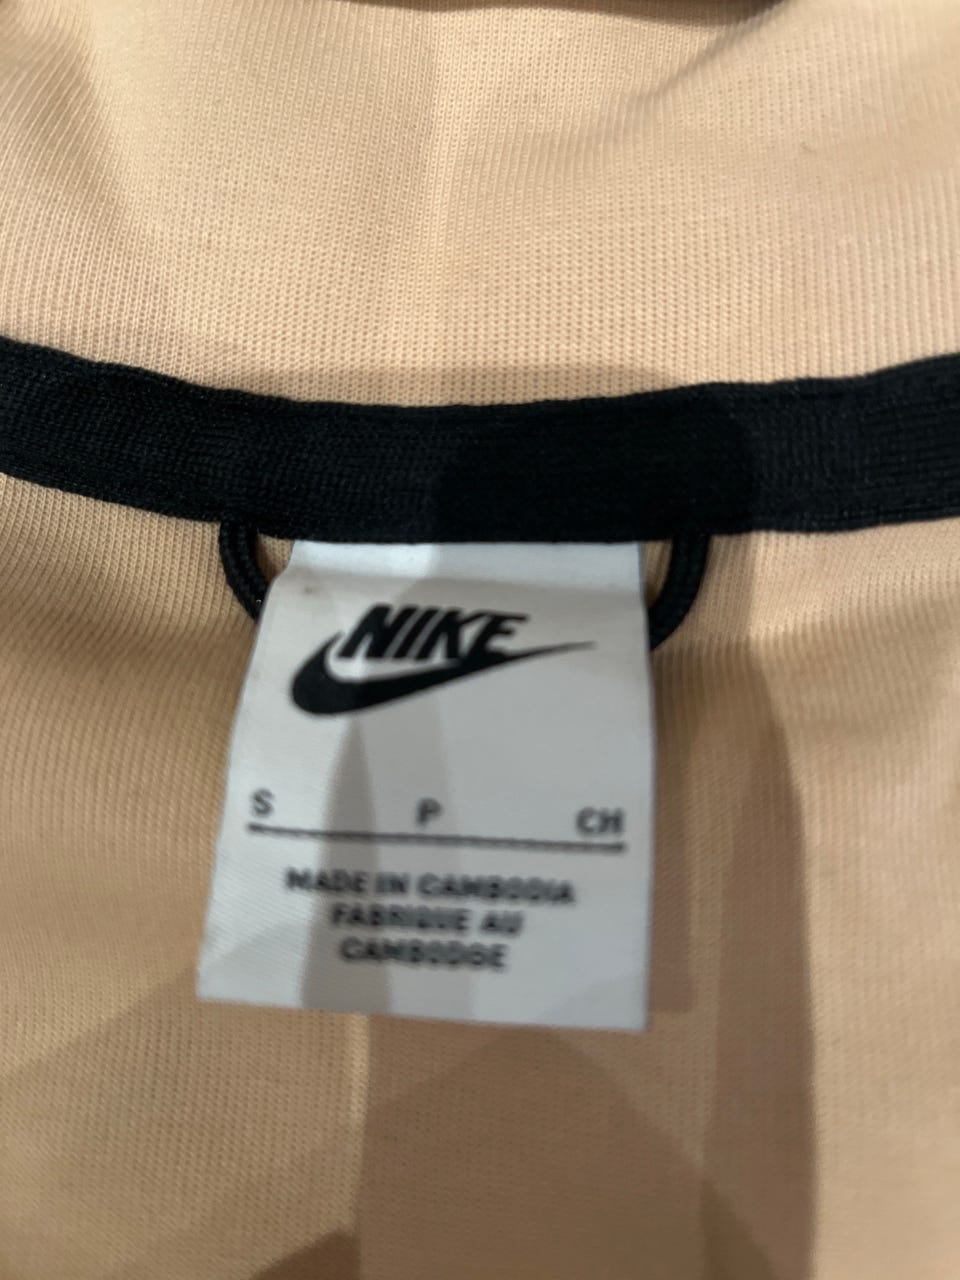 NIKE
S P CH
MADE IN CAMBODIA
FABRIQUE AU
CAMBODGE